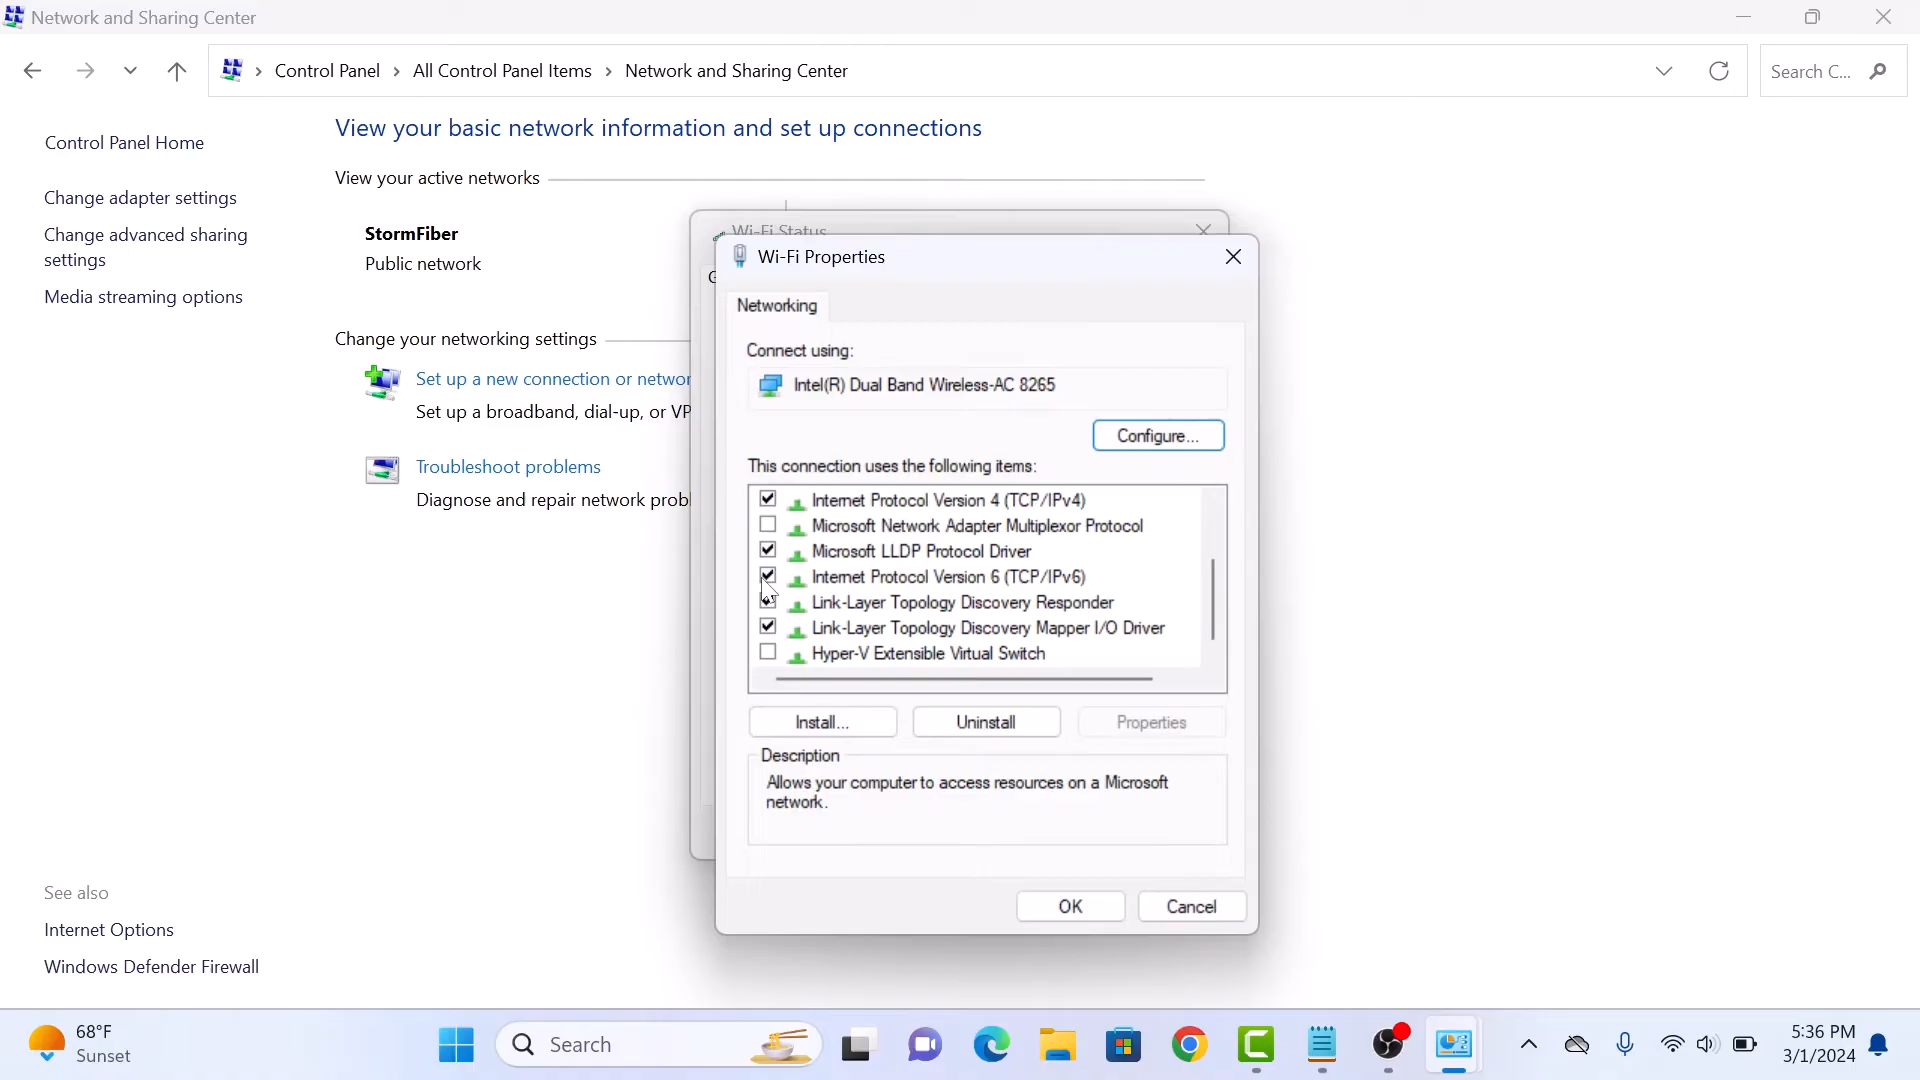 Network and Sharing Center
Control Panel › All Control Panel Items › Network and Sharing Center
Search C...
Control Panel Home
Change adapter settings
Change advanced sharing
settings
Media streaming options
View your basic network information and set up connections
View your active networks
StormFiber
Public network
Change your networking settings
Set up a new connection or networ
Set up a broadband, dial-up, or VP
Troubleshoot problems
Diagnose and repair network probl
Wi-Fi Status
G
Wi-Fi Properties
Networking
Connect using:
Intel(R) Dual Band Wireless-AC 8265
Configure...
This connection uses the following items:
Internet Protocol Version 4 (TCP/IPv4)
Microsoft Network Adapter Multiplexor Protocol
Microsoft LLDP Protocol Driver
Internet Protocol Version 6 (TCP/IPv6)
Link-Layer Topology Discovery Responder
Link-Layer Topology Discovery Mapper I/O Driver
Hyper-V Extensible Virtual Switch
Install...
Uninstall
Properties
Description
Allows your computer to access resources on a Microsoft
network.
OK
Cancel
See also
Internet Options
Windows Defender Firewall
68°F
Sunset
Search
5:36 PM
3/1/2024